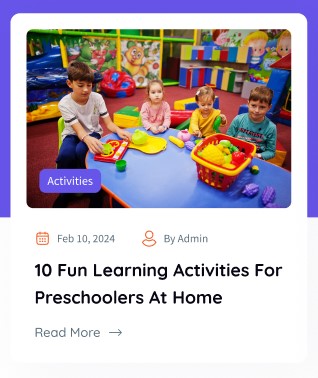 Activities
Feb 10, 2024 By Admin
10 Fun Learning Activities For
Preschoolers At Home
Read More →